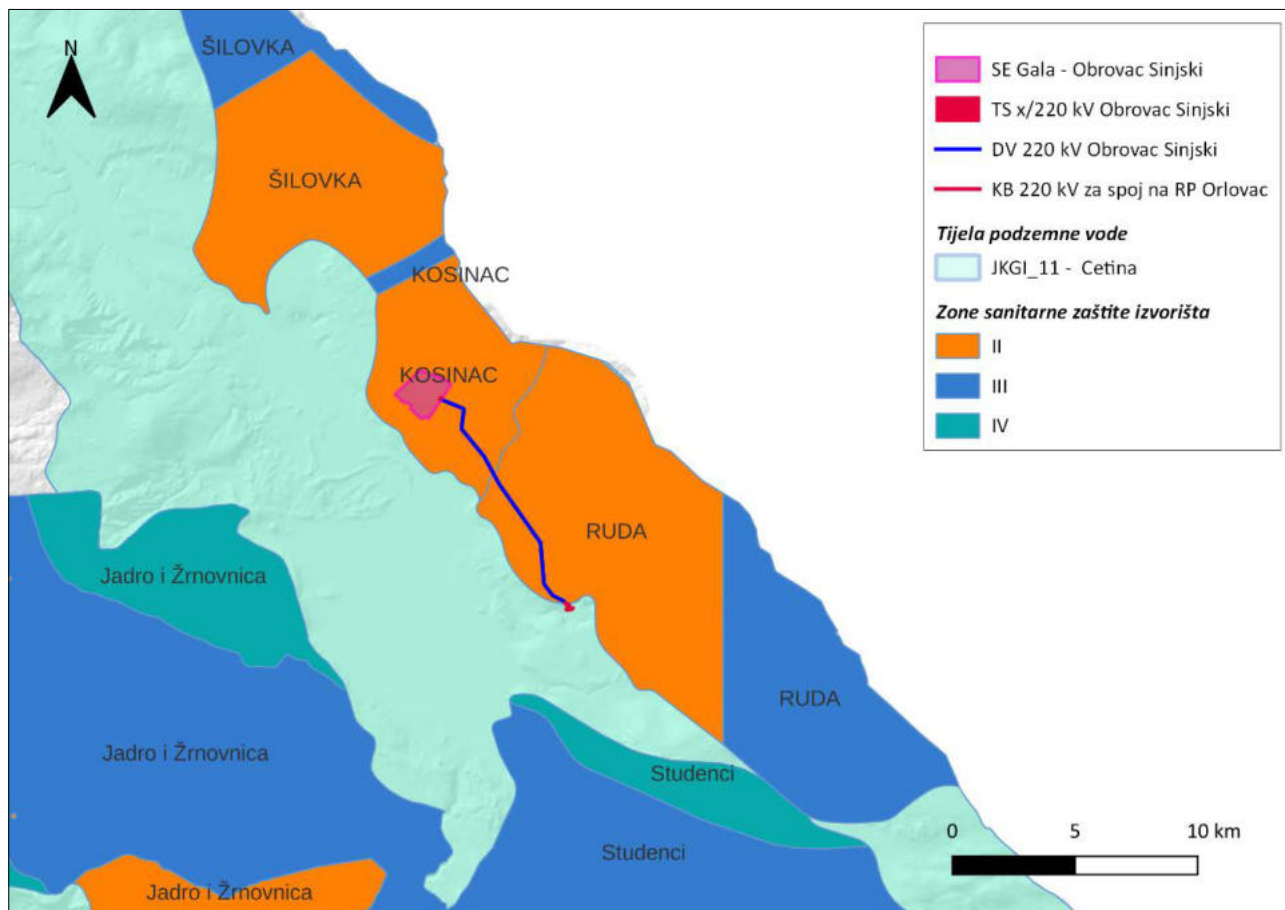 N
ŠILOVKA
ŠILOVKA
KOSINAC
KOSINAC
RUDA
RUDA
Jadro i Žrnovnica
Jadro i Žrnovnica
Jadro i Žrnovnica
Studenci
Studenci
SE Gala - Obrovac Sinjski
TS x/220 kV Obrovac Sinjski
DV 220 kV Obrovac Sinjski
KB 220 kV za spoj na RP Orlovac
Tijela podzemne vode
JKGI_11 - Cetina
Zone sanitarne zaštite izvorišta
II
III
IV
0 5 10 km